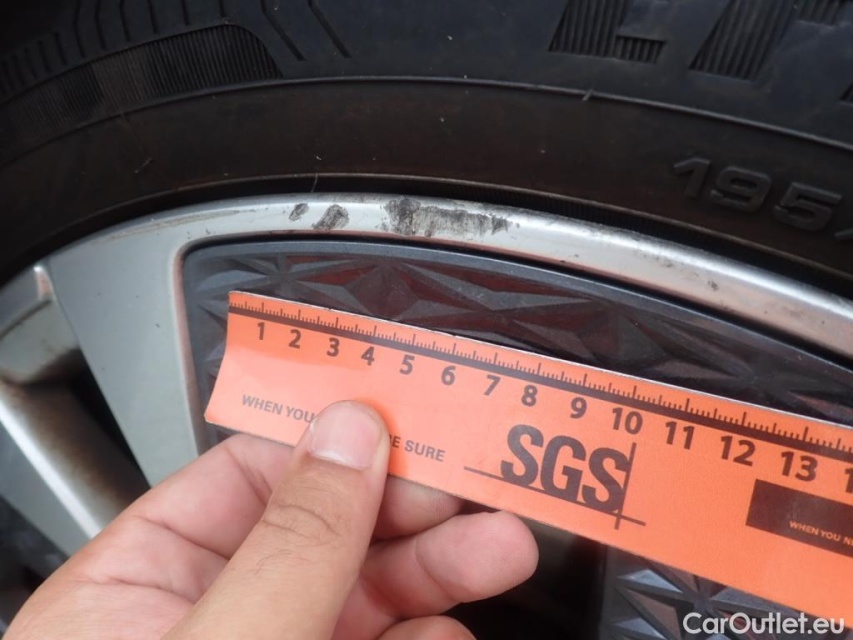 195/
1 2 3 4 5 6 7 8 9 10 11 12 13 1
WHEN YOU
E SURE
SGS
WHEN YOU N
CarOutlet.eu